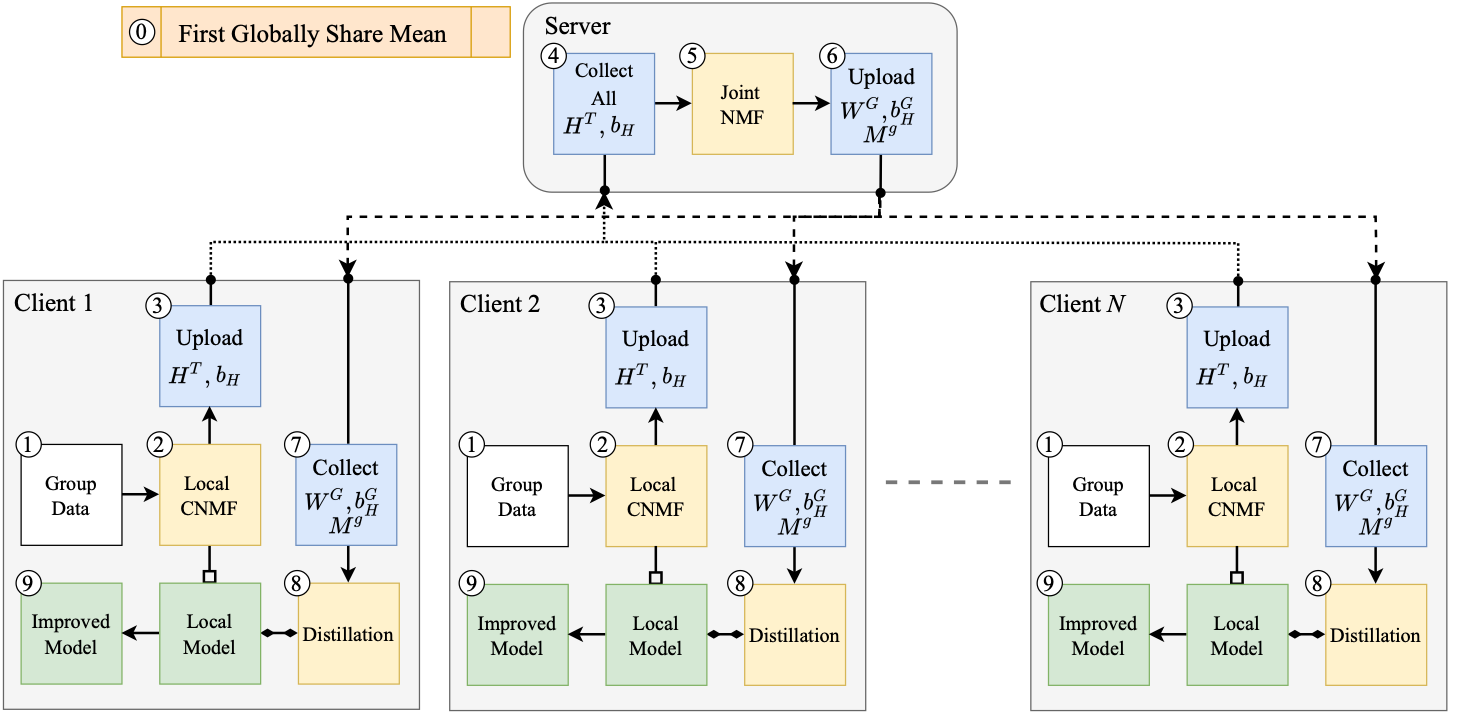 ⓪ First Globally Share Mean
Server
④ Collect
All
$H^T, b_H$
⑤ Joint
NMF
⑥ Upload
$W^G, b_H^G$
$M^g$
Client 1
③ Upload
$H^T, b_H$
① Group
Data
② Local
CNMF
⑦ Collect
$W^G, b_H^G$
$M^g$
⑨ Improved
Model
Local
Model
⑧ Distillation
Client 2
③ Upload
$H^T, b_H$
① Group
Data
② Local
CNMF
⑦ Collect
$W^G, b_H^G$
$M^g$
⑨ Improved
Model
Local
Model
⑧ Distillation
Client $N$
③ Upload
$H^T, b_H$
① Group
Data
② Local
CNMF
⑦ Collect
$W^G, b_H^G$
$M^g$
⑨ Improved
Model
Local
Model
⑧ Distillation